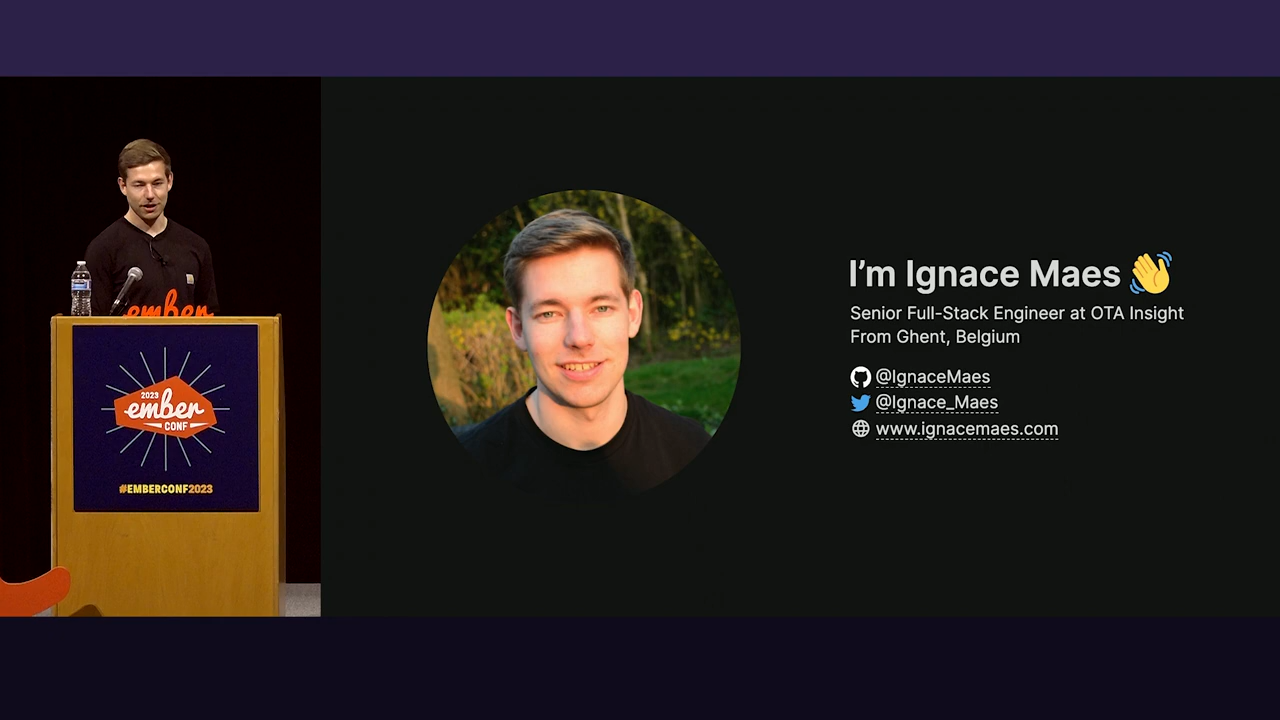 ember
2023
ember
CONF
#EMBERCONF2023
I'm Ignace Maes 👋
Senior Full-Stack Engineer at OTA Insight
From Ghent, Belgium
@IgnaceMaes
@Ignace_Maes
www.ignacemaes.com